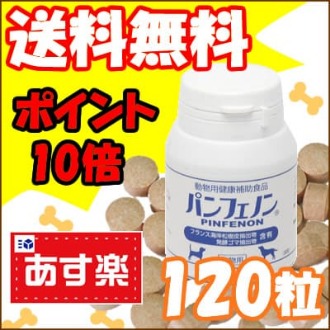 送料無料
ポイント
10倍
動物用健康補助食品
パンフェノン®
PINFENON
フランス海岸松樹皮抽出物
発酵ゴマ抽出物 含有
あす楽
120粒